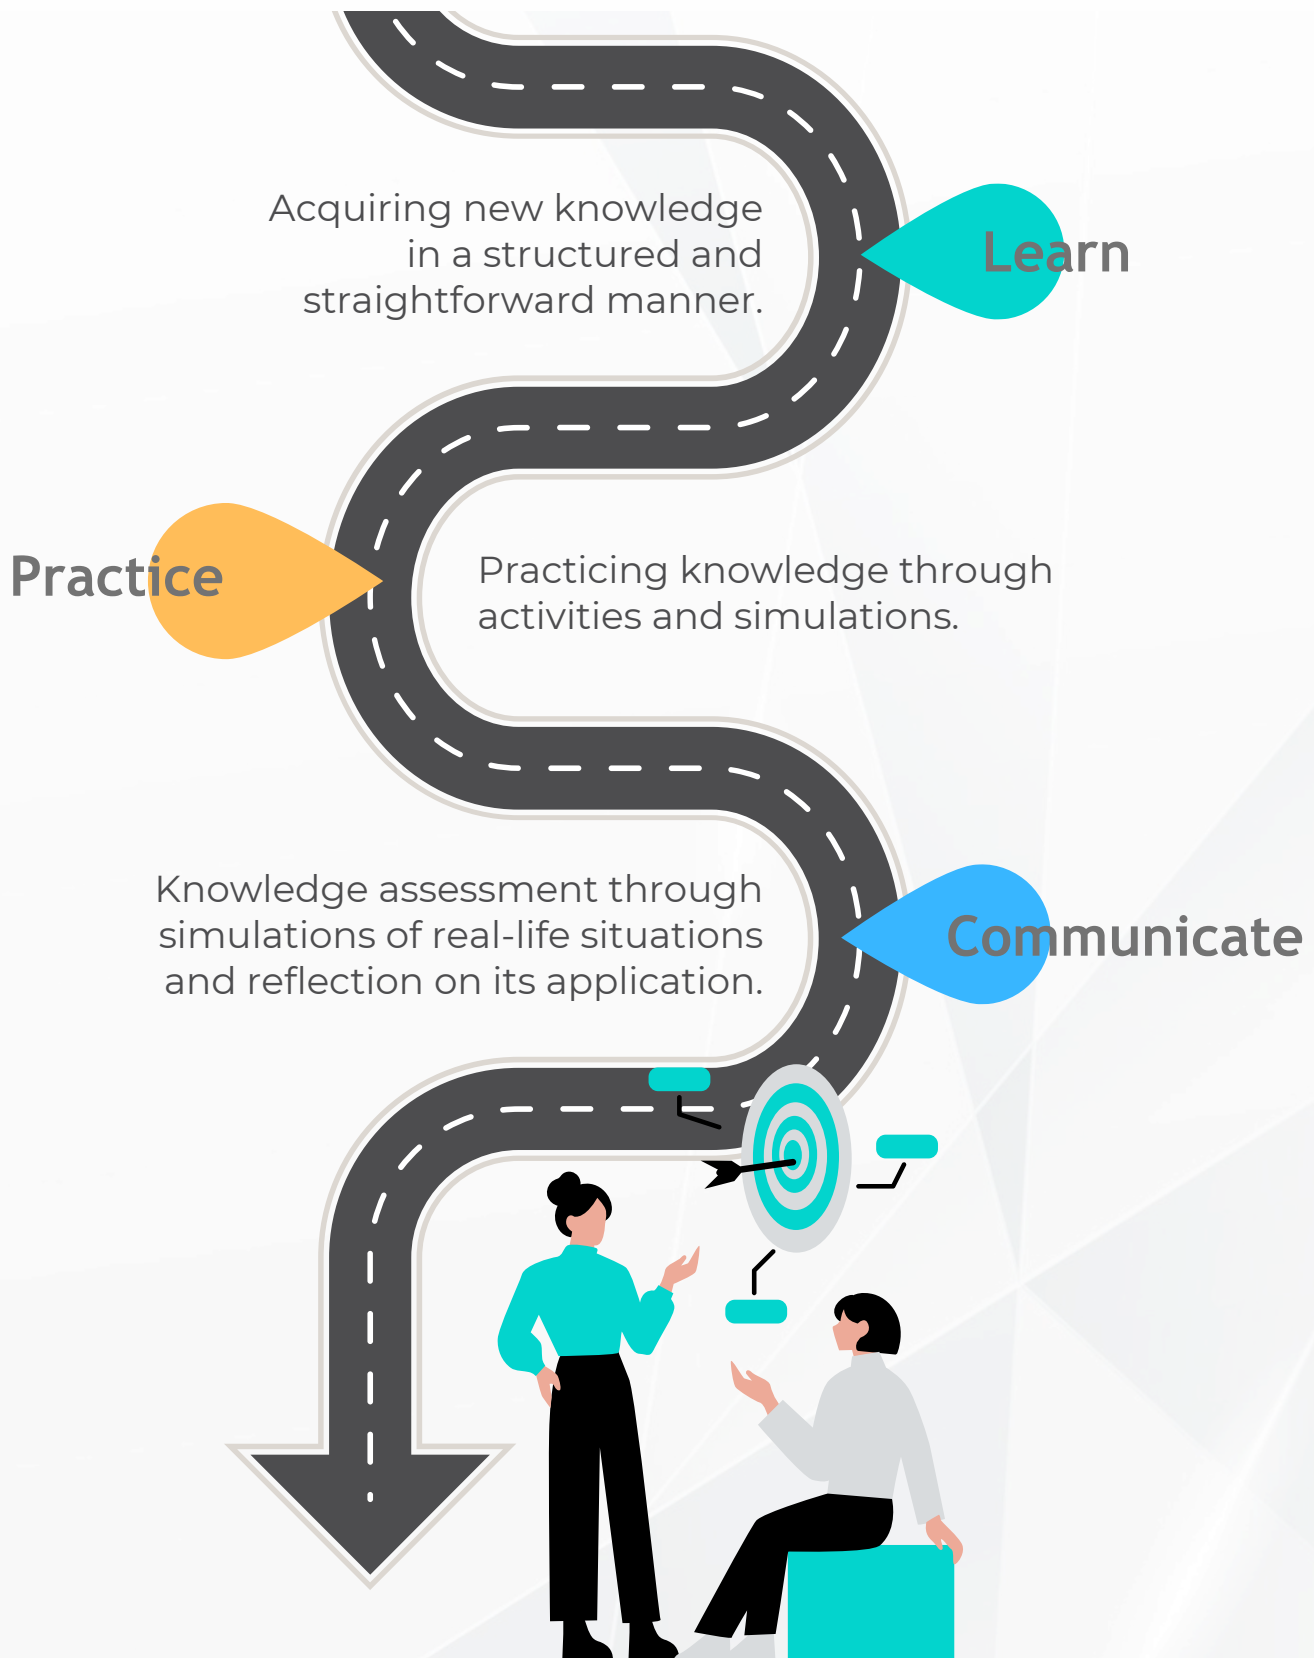 Acquiring new knowledge
in a structured and
straightforward manner.
Learn
Practice
Practicing knowledge through
activities and simulations.
Knowledge assessment through
simulations of real-life situations
and reflection on its application.
Communicate